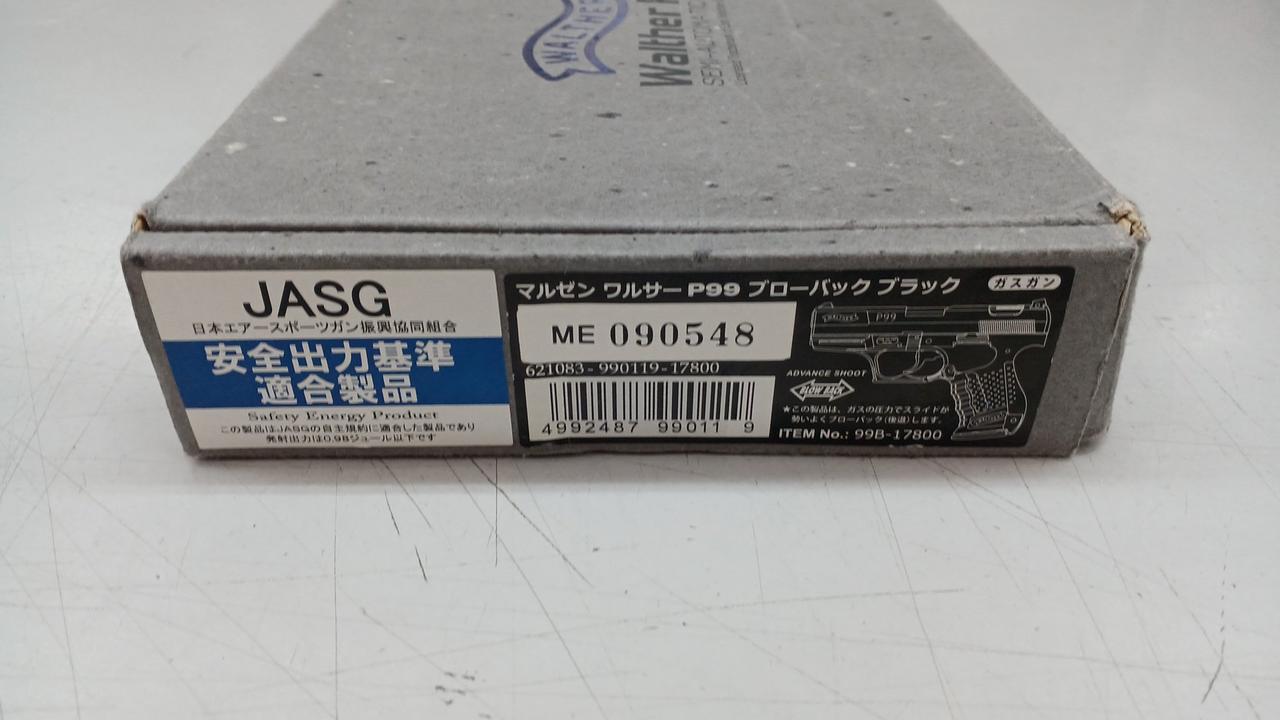 WALTHER
Walther
SEMI-AUTOMATIC
JASG
日本エアースポーツガン振興協同組合
安全出力基準
適合製品
Safety Energy Product
この製品はJASGの自主規約に適合した製品であり
発射出力は0.98ジュール以下です
マルゼン ワルサー P99 ブローバック ブラック
ガスガン
ME 090548
621083-990119-17800
4992487 99011 9
P99
ADVANCE SHOOT
BLOW BACK
★この製品は、ガスの圧力でスライドが
勢いよくブローバック(後退)します。
ITEM No.: 99B-17800